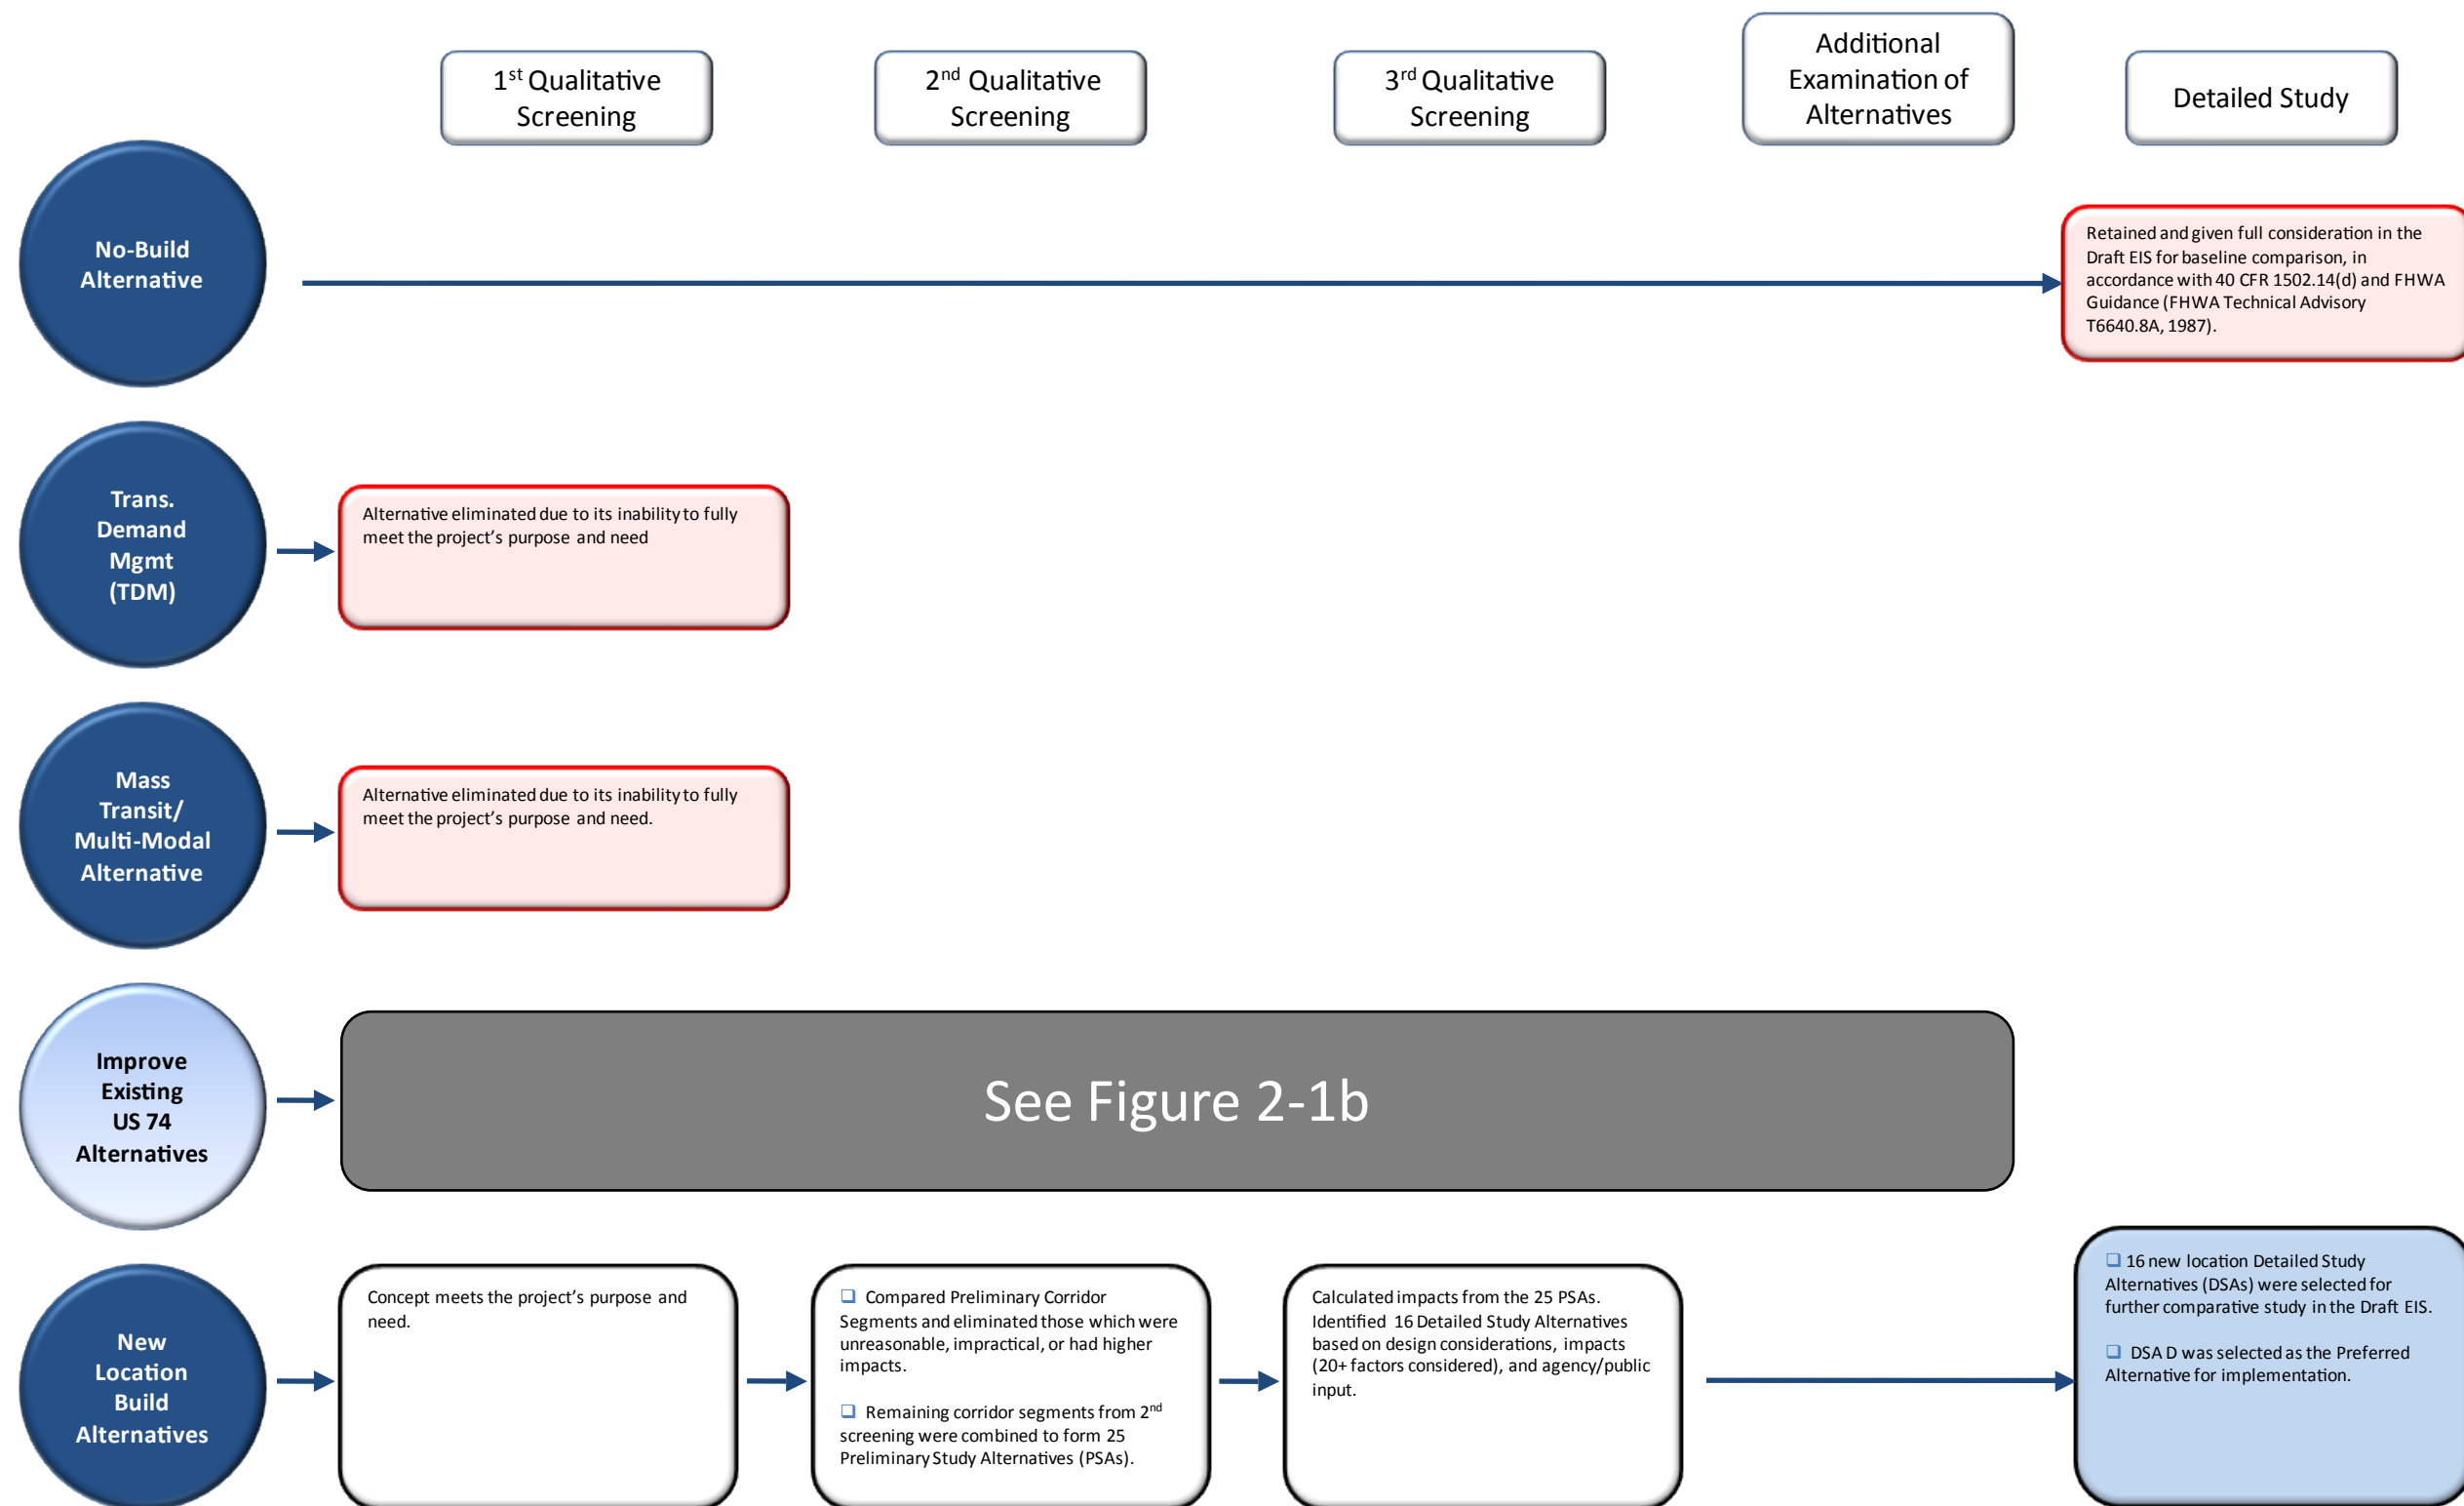 1st Qualitative
Screening
2nd Qualitative
Screening
3rd Qualitative
Screening
Additional
Examination of
Alternatives
Detailed Study
No-Build
Alternative
Retained and given full consideration in the
Draft EIS for baseline comparison, in
accordance with 40 CFR 1502.14(d) and FHWA
Guidance (FHWA Technical Advisory
T6640.8A, 1987).
Trans.
Demand
Mgmt
(TDM)
Alternative eliminated due to its inability to fully
meet the project’s purpose and need
Mass
Transit/
Multi-Modal
Alternative
Alternative eliminated due to its inability to fully
meet the project’s purpose and need.
Improve
Existing
US 74
Alternatives
See Figure 2-1b
New
Location
Build
Alternatives
Concept meets the project’s purpose and
need.
❑ Compared Preliminary Corridor
Segments and eliminated those which were
unreasonable, impractical, or had higher
impacts.
❑ Remaining corridor segments from 2nd
screening were combined to form 25
Preliminary Study Alternatives (PSAs).
Calculated impacts from the 25 PSAs.
Identified 16 Detailed Study Alternatives
based on design considerations, impacts
(20+ factors considered), and agency/public
input.
❑ 16 new location Detailed Study
Alternatives (DSAs) were selected for
further comparative study in the Draft EIS.
❑ DSA D was selected as the Preferred
Alternative for implementation.